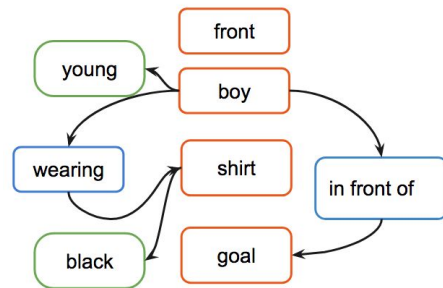 front
young
boy
wearing
shirt
in front of
black
goal